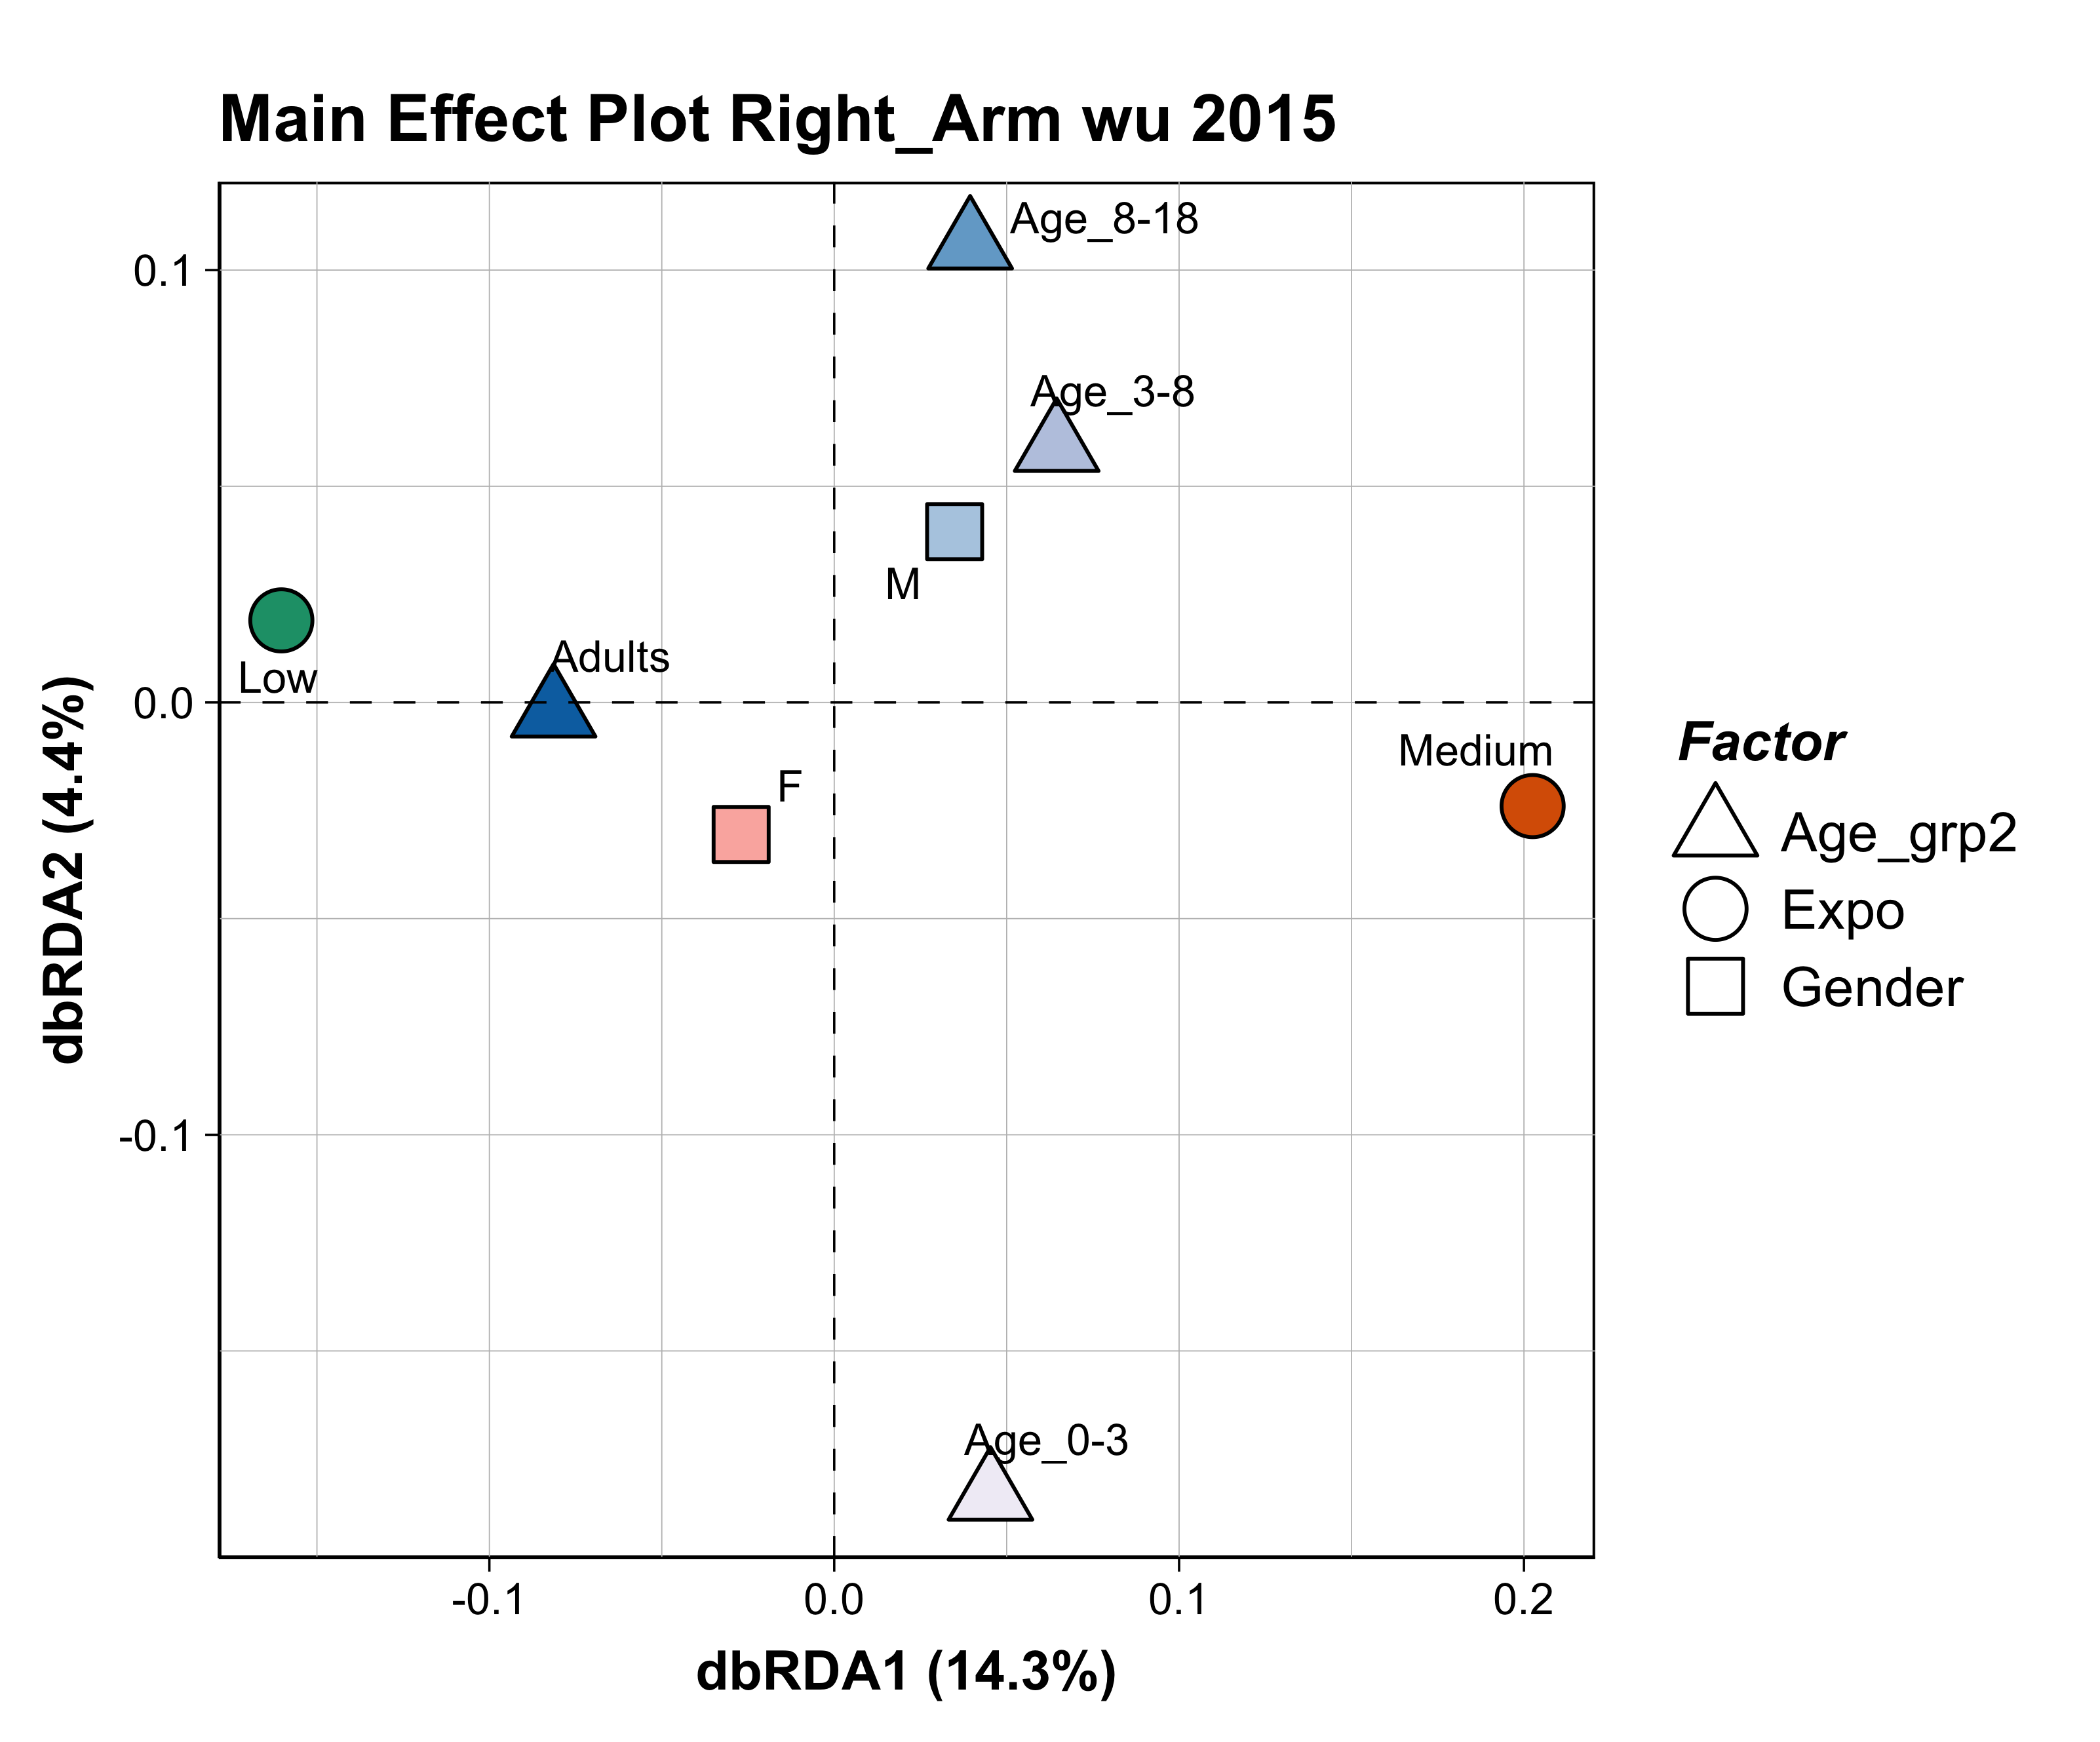 Main Effect Plot Right_Arm wu 2015
Age_8-18
0.1
Age_3-8
M
Adults
Low
0.0
Medium
F
-0.1
Age_0-3
-0.1
0.0
0.1
0.2
dbRDA1 (14.3%)
dbRDA2 (4.4%)
Factor
Age_grp2
Expo
Gender